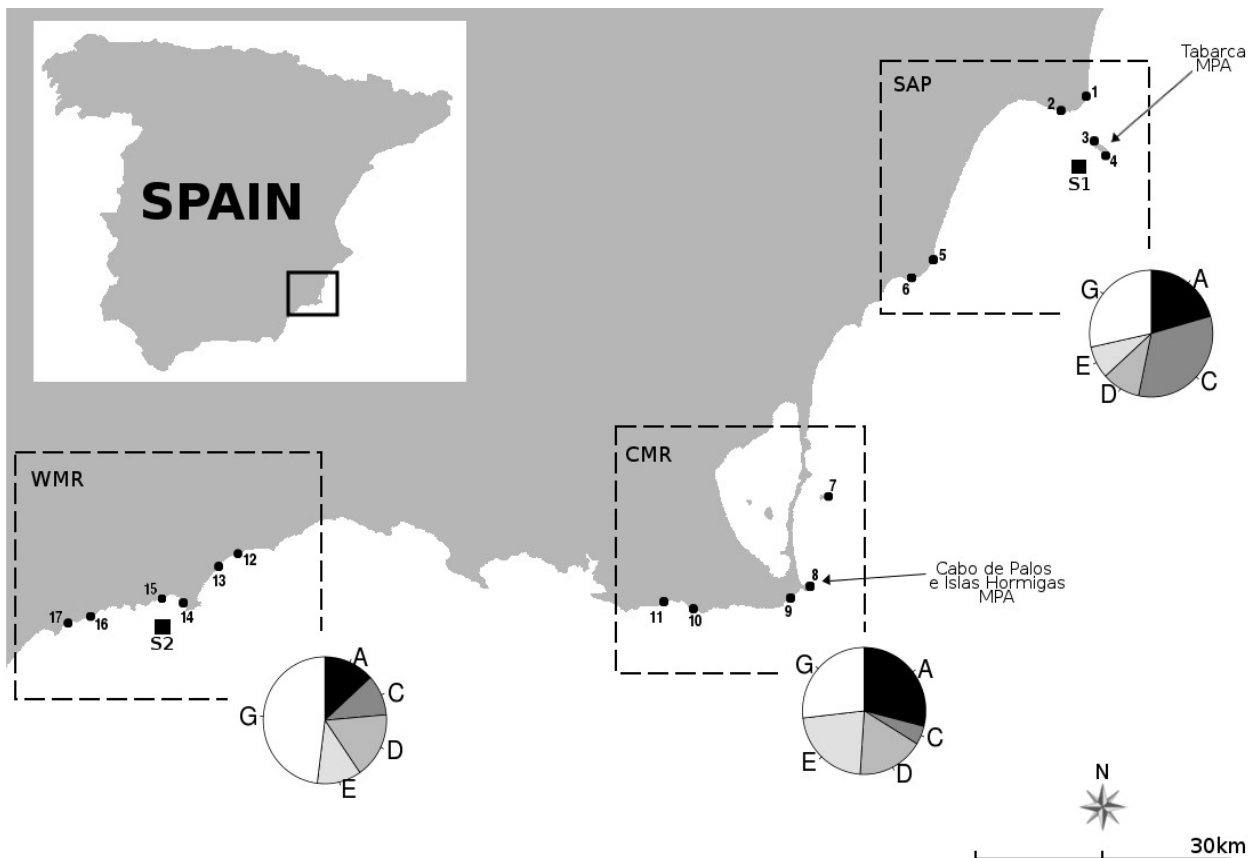 SPAIN
SAP
Tabarca
MPA
1
2
3
4
S1
5
6
A
C
D
E
G
CMR
7
8
Cabo de Palos
e Islas Hormigas
MPA
9
10
11
A
C
D
E
G
WMR
12
13
14
15
16
17
S2
A
C
D
E
G
N
30km